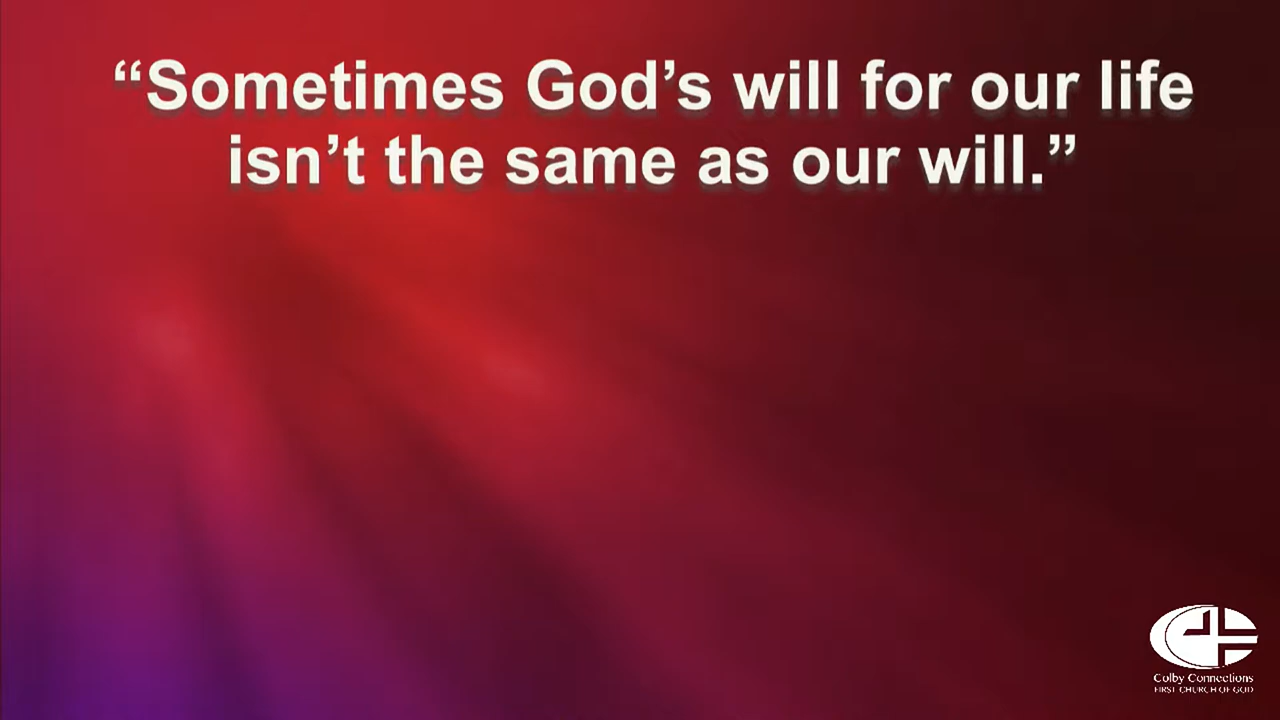 “Sometimes God’s will for our life
isn’t the same as our will.”
Colby Connections
FIRST CHURCH OF GOD